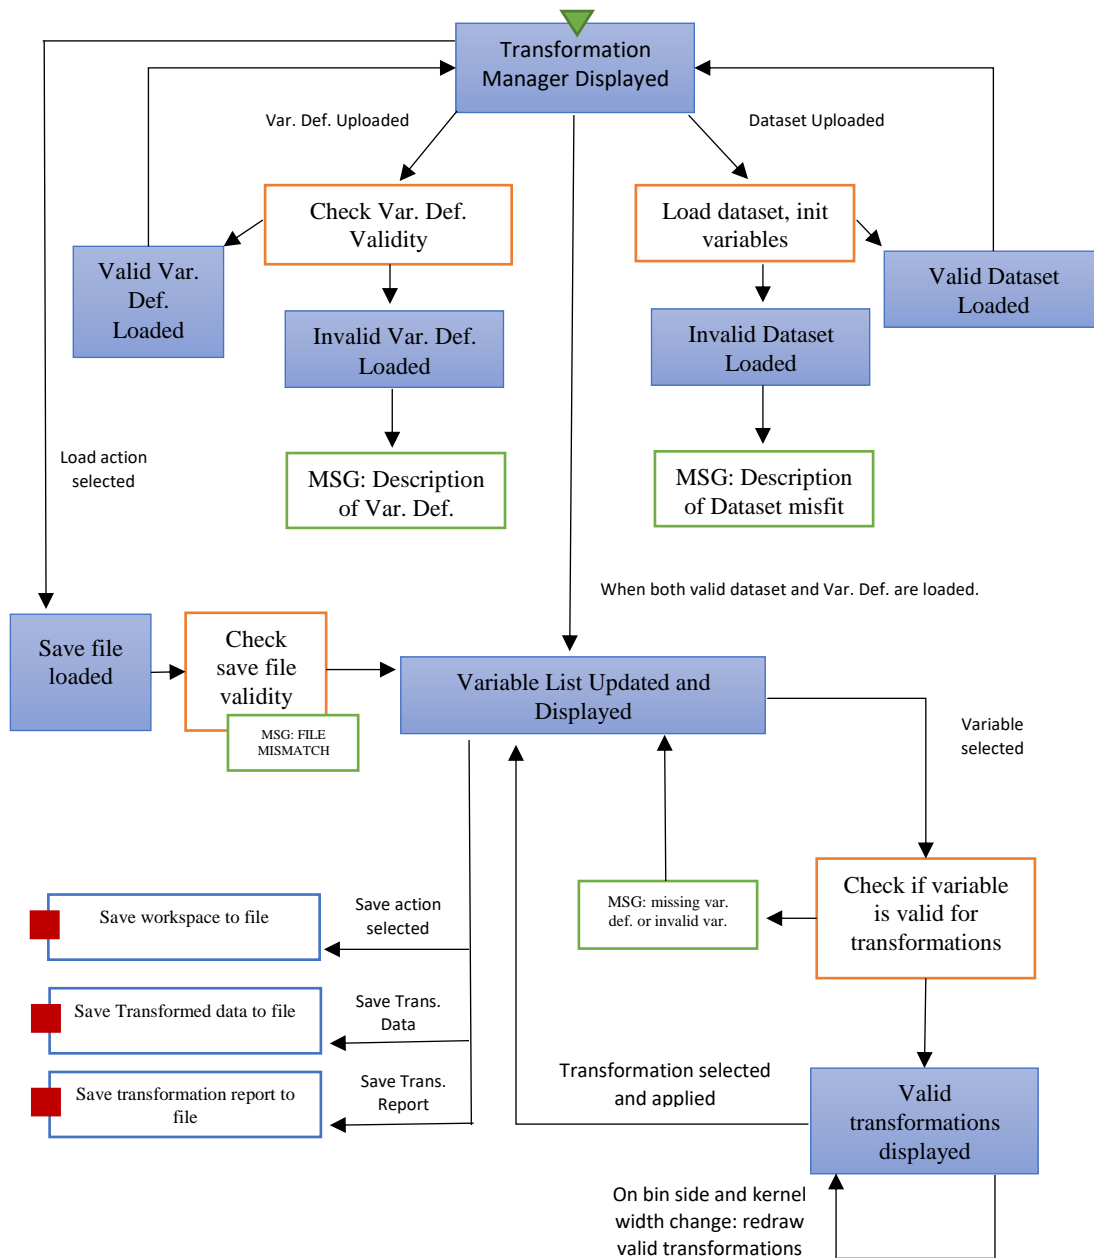 Transformation
Manager Displayed
Var. Def. Uploaded
Dataset Uploaded
Check Var. Def.
Validity
Load dataset, init
variables
Valid Var.
Def.
Loaded
Valid Dataset
Loaded
Invalid Var. Def.
Loaded
Invalid Dataset
Loaded
Load action
selected
MSG: Description
of Var. Def.
MSG: Description
of Dataset misfit
When both valid dataset and Var. Def. are loaded.
Save file
loaded
Check
save file
validity
MSG: FILE
MISMATCH
Variable List Updated and
Displayed
Variable
selected
Save workspace to file
Save action
selected
MSG: missing var.
def. or invalid var.
Check if variable
is valid for
transformations
Save Transformed data to file
Save Trans.
Data
Save transformation report to
file
Save Trans.
Report
Transformation selected
and applied
Valid
transformations
displayed
On bin side and kernel
width change: redraw
valid transformations